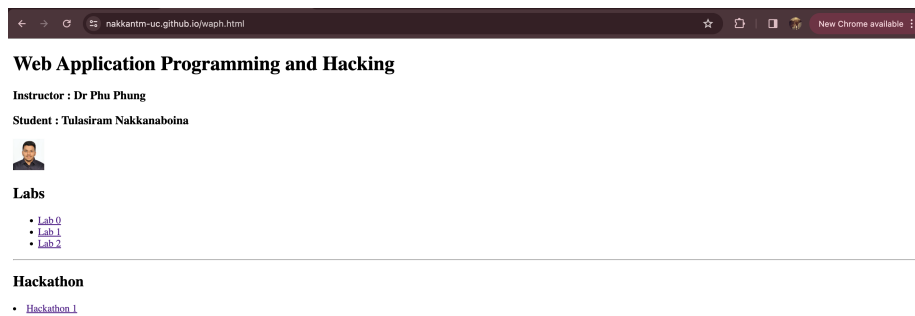 nakkantm-uc.github.io/waph.html
New Chrome available
Web Application Programming and Hacking
Instructor : Dr Phu Phung
Student : Tulasiram Nakkanaboina
Labs
Lab 0
Lab 1
Lab 2
Hackathon
Hackathon 1